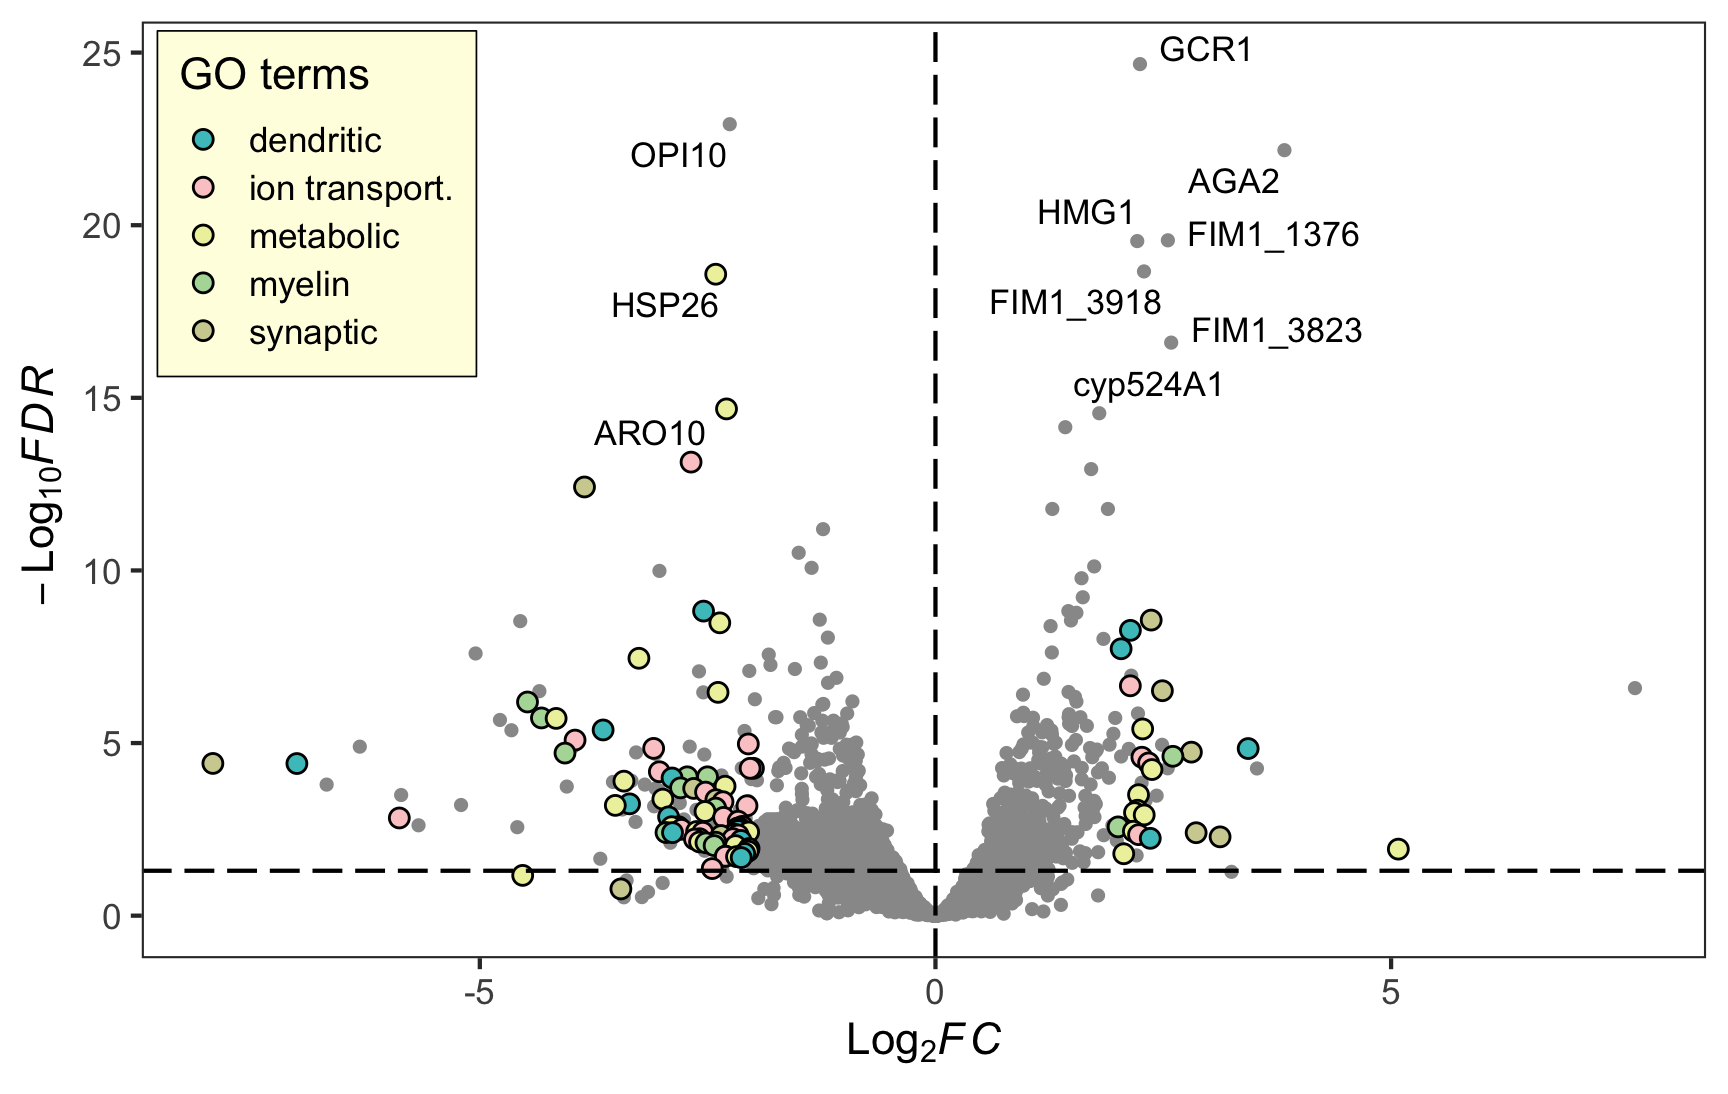 GO terms
dendritic
ion transport.
metabolic
myelin
synaptic
GCR1
OPI10
AGA2
HMG1
FIM1_1376
HSP26
FIM1_3918
FIM1_3823
cyp524A1
ARO10
25
20
15
10
5
0
−Log10FDR
-5
0
5
Log2FC